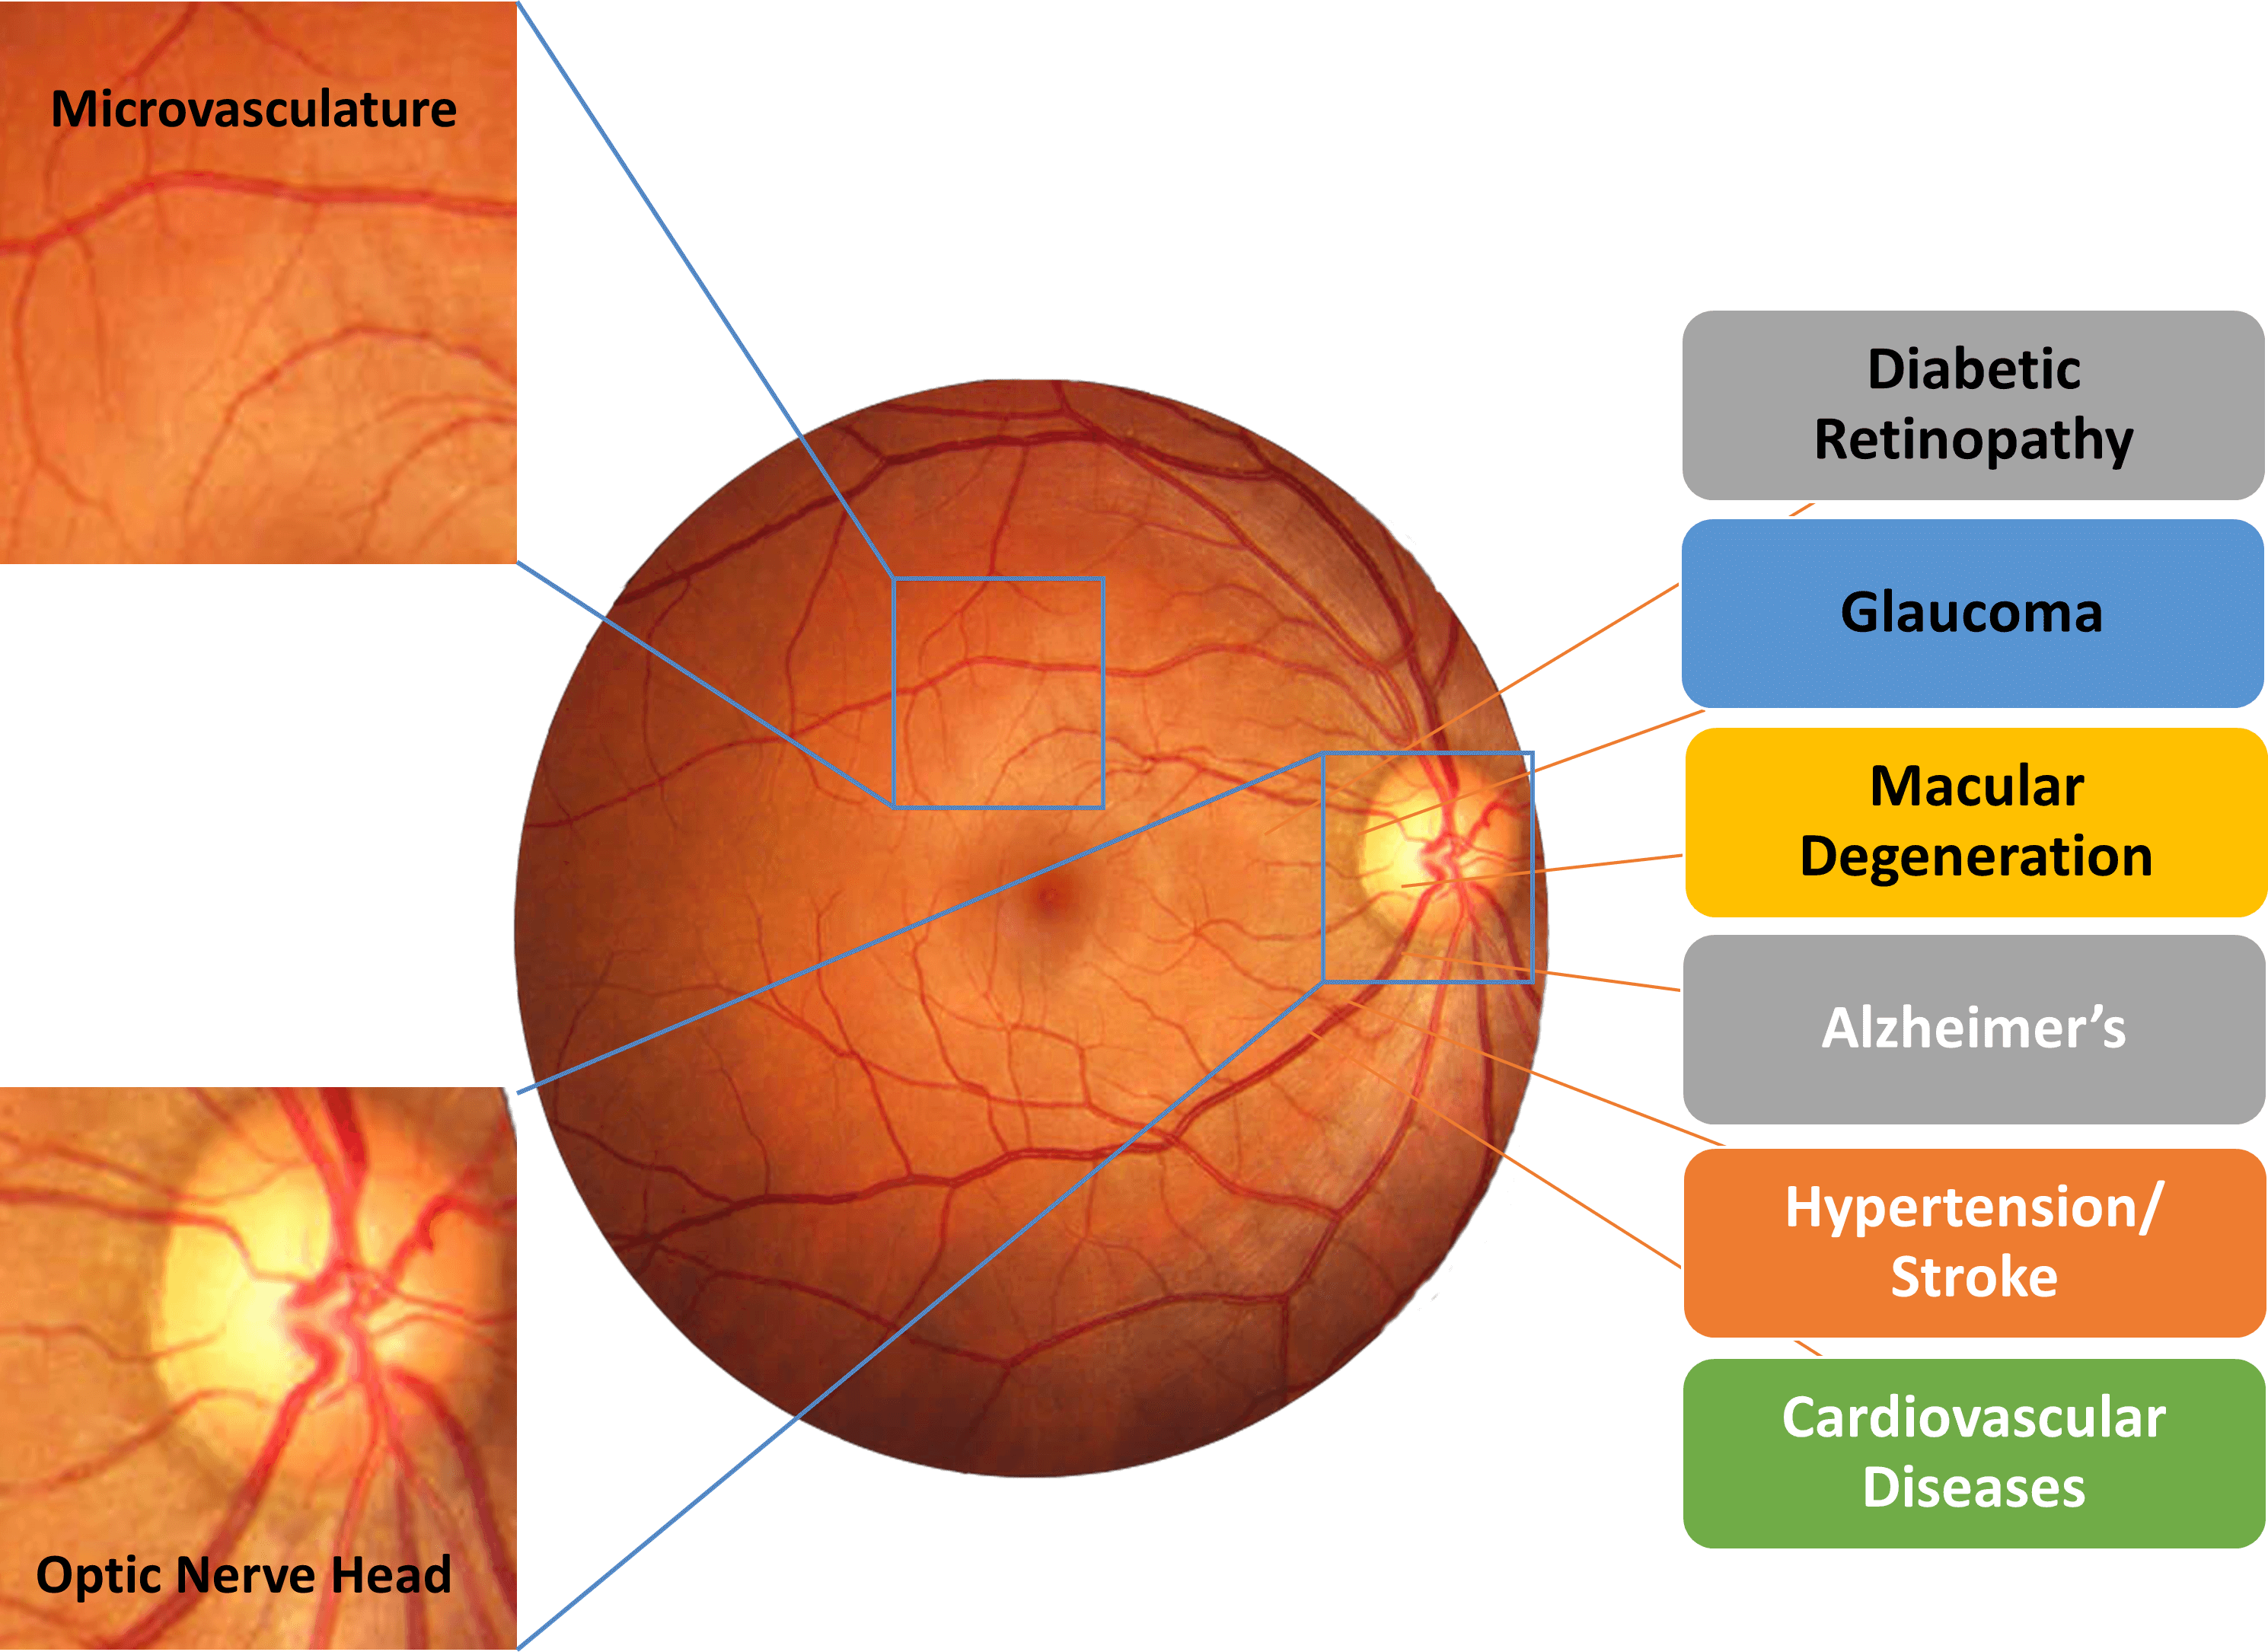 Microvasculature
Diabetic
Retinopathy
Glaucoma
Macular
Degeneration
Alzheimer’s
Hypertension/
Stroke
Cardiovascular
Diseases
Optic Nerve Head